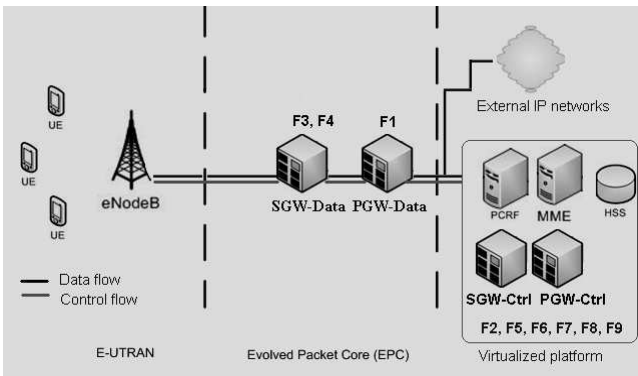 External IP networks
F3, F4
F1
UE
UE
UE
eNodeB
SGW-Data
PGW-Data
PCRF
MME
HSS
SGW-Ctrl
PGW-Ctrl
F2, F5, F6, F7, F8, F9
Data flow
Control flow
E-UTRAN
Evolved Packet Core (EPC)
Virtualized platform